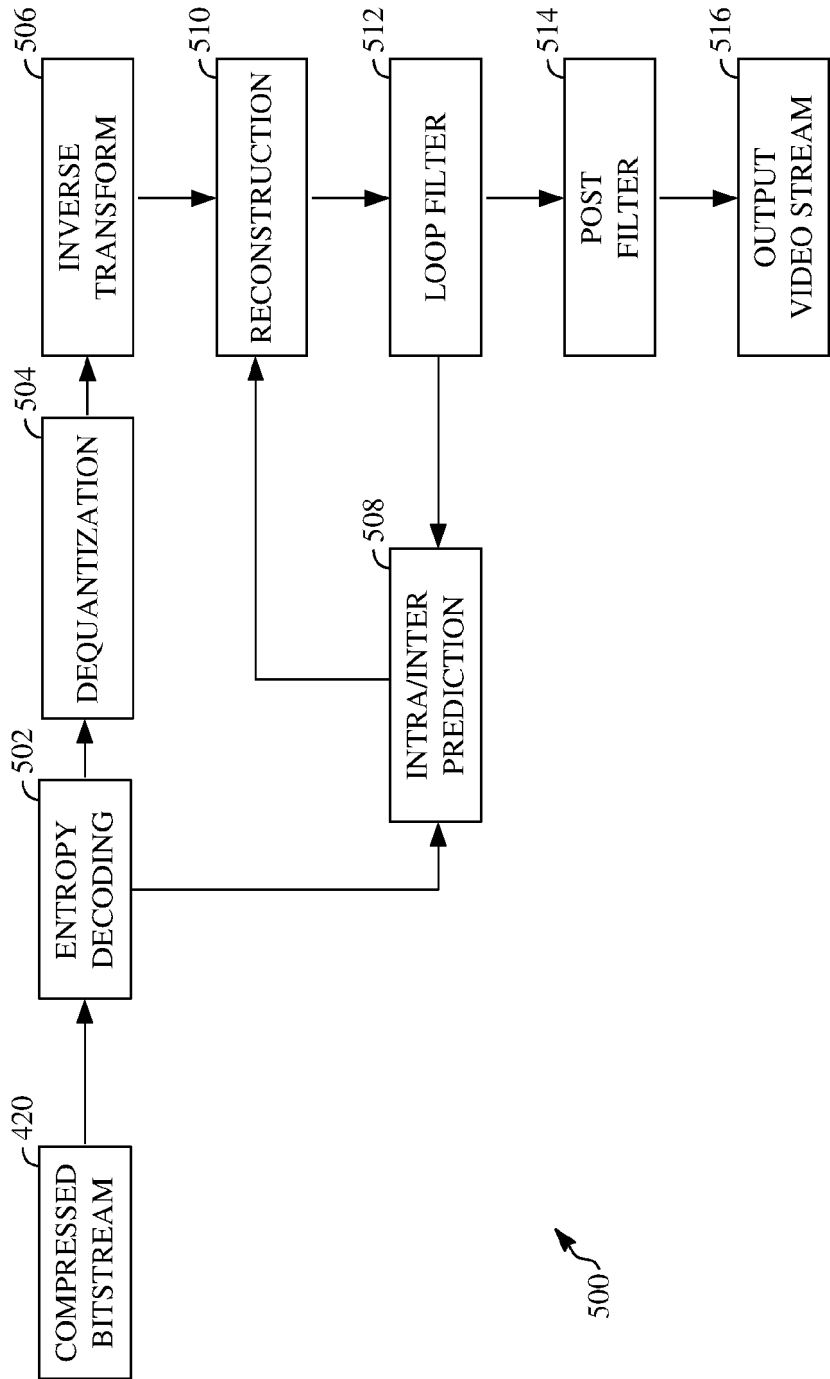 420
COMPRESSED
BITSTREAM
502
ENTROPY
DECODING
504
DEQUANTIZATION
506
INVERSE
TRANSFORM
508
INTRA/INTER
PREDICTION
510
RECONSTRUCTION
512
LOOP FILTER
514
POST
FILTER
516
OUTPUT
VIDEO STREAM
500